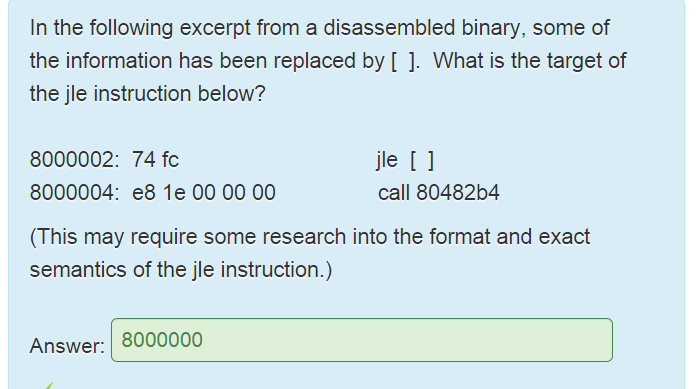 In the following excerpt from a disassembled binary, some of
the information has been replaced by [ ].  What is the target of
the jle instruction below?
8000002:  74 fc jle  [ ]
8000004:  e8 1e 00 00 00 call 80482b4
(This may require some research into the format and exact
semantics of the jle instruction.)
Answer: 8000000